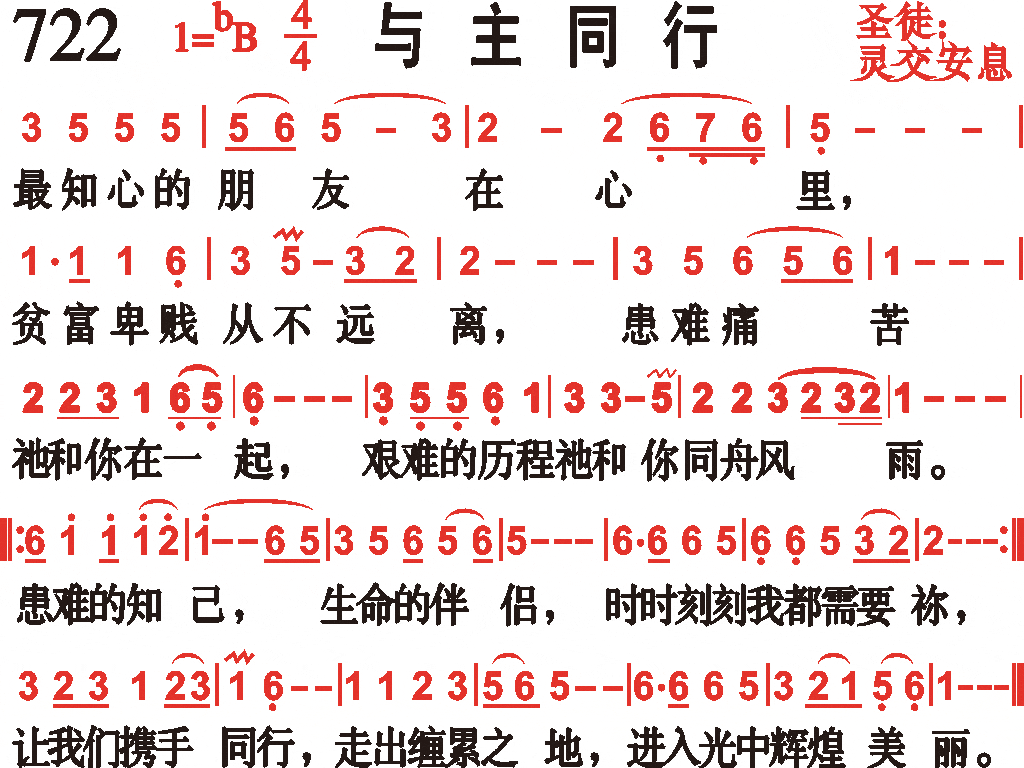 722 1=bB 4/4 与主同行 圣徒:
灵交安息
3 5 5 5 | 5 6 5 – 3 | 2 – 2 6 7 6 | 5 – – – |
最知心的 朋 友 在 心 里,
1 · 1 1 6 | 3 5 – 3 2 | 2 – – – | 3 5 6 5 6 | 1 – – – |
贫富卑贱 从不 远 离, 患难痛 苦
2 2 3 1 6 5 | 6 – – – | 3 5 5 6 1 | 3 3 – 5 | 2 2 3 2 3 2 | 1 – – – |
祂和你在一 起, 艰难的历程祂和 你同舟风 雨。
|: 6 1 1 1 2 | 1 – – 6 5 | 3 5 6 5 6 | 5 – – – | 6 · 6 6 5 | 6 6 5 3 2 | 2 – – – :|
患难的知 己, 生命的伴 侣, 时时刻刻我都需要 祢,
3 2 3 1 2 3 | 1 6 – – | 1 1 2 3 | 5 6 5 – – | 6 · 6 6 5 | 3 2 1 5 6 | 1 – – – ‖
让我们携手 同行,走出缠累之 地,进入光中辉煌 美 丽。